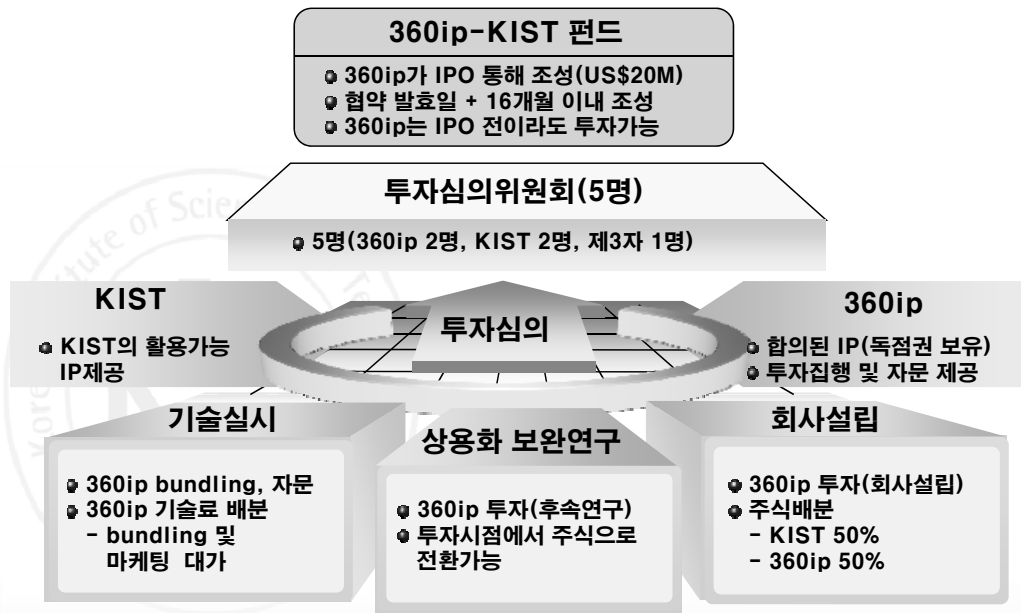 360ip-KIST 펀드
360ip가 IPO 통해 조성(US$20M)
협약 발효일 + 16개월 이내 조성
360ip는 IPO 전이라도 투자가능
투자심의위원회(5명)
5명(360ip 2명, KIST 2명, 제3자 1명)
KIST
KIST의 활용가능
IP제공
투자심의
360ip
합의된 IP(독점권 보유)
투자집행 및 자문 제공
기술실시
360ip bundling, 자문
360ip 기술료 배분
- bundling 및
마케팅 대가
상용화 보완연구
360ip 투자(후속연구)
투자시점에서 주식으로
전환가능
회사설립
360ip 투자(회사설립)
주식배분
- KIST 50%
- 360ip 50%